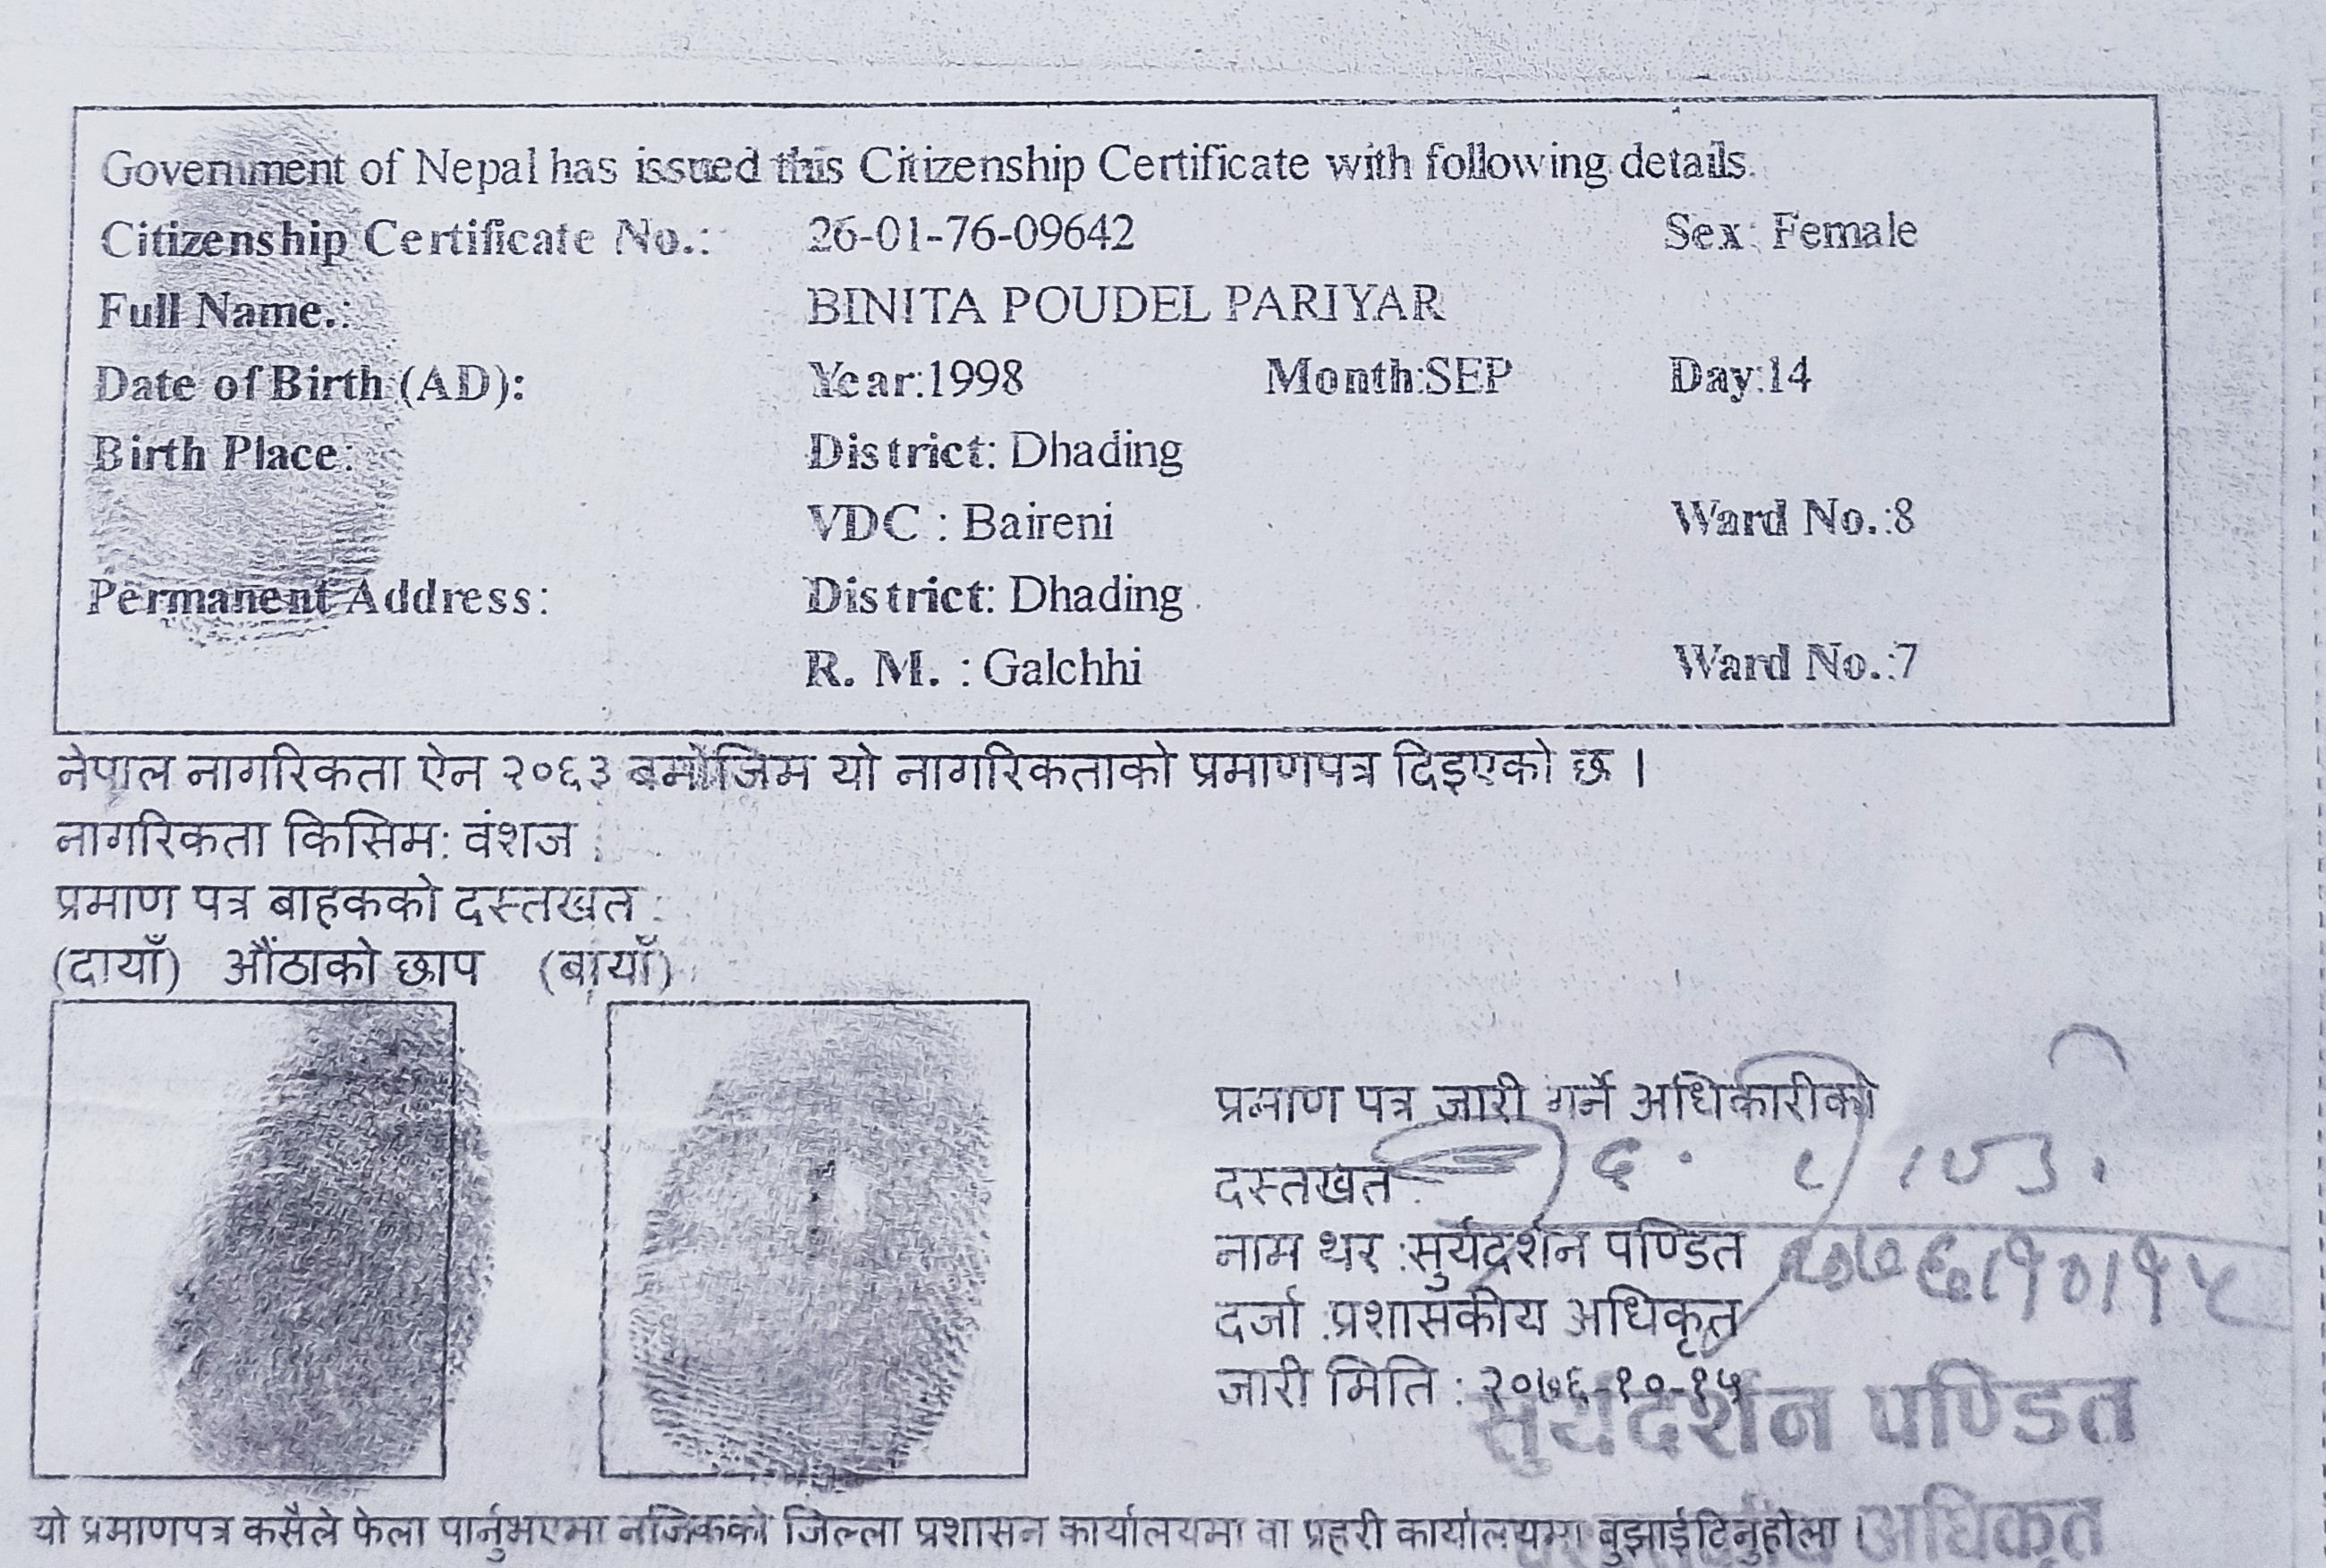 Government of Nepal has issued this Citizenship Certificate with following details.
Citizenship Certificate No.: 26-01-76-09642 Sex: Female
Full Name.: BINITA POUDEL PARIYAR
Date of Birth (AD): Year:1998 Month:SEP Day:14
Birth Place: District: Dhading
VDC : Baireni Ward No.:8
Permanent Address: District: Dhading
R. M. : Galchhi Ward No.:7
नेपाल नागरिकता ऐन २०६३ बमोजिम यो नागरिकताको प्रमाणपत्र दिइएको छ ।
नागरिकता किसिम: वंशज
प्रमाण पत्र बाहकको दस्तखत :
(दायाँ) औंठाको छाप (बायाँ)
प्रमाण पत्र जारी गर्ने अधिकारीको
दस्तखत :
नाम थर :सुर्यदर्शन पण्डित
२०७६।१०।१५
दर्जा :प्रशासकीय अधिकृत
जारी मिति : २०७६-१०-१५
सुर्यदर्शन पण्डित
अधिकृत
यो प्रमाणपत्र कसैले फेला पार्नुभएमा नजिकको जिल्ला प्रशासन कार्यालयमा वा प्रहरी कार्यालयमा बुझाईदिनुहोला ।